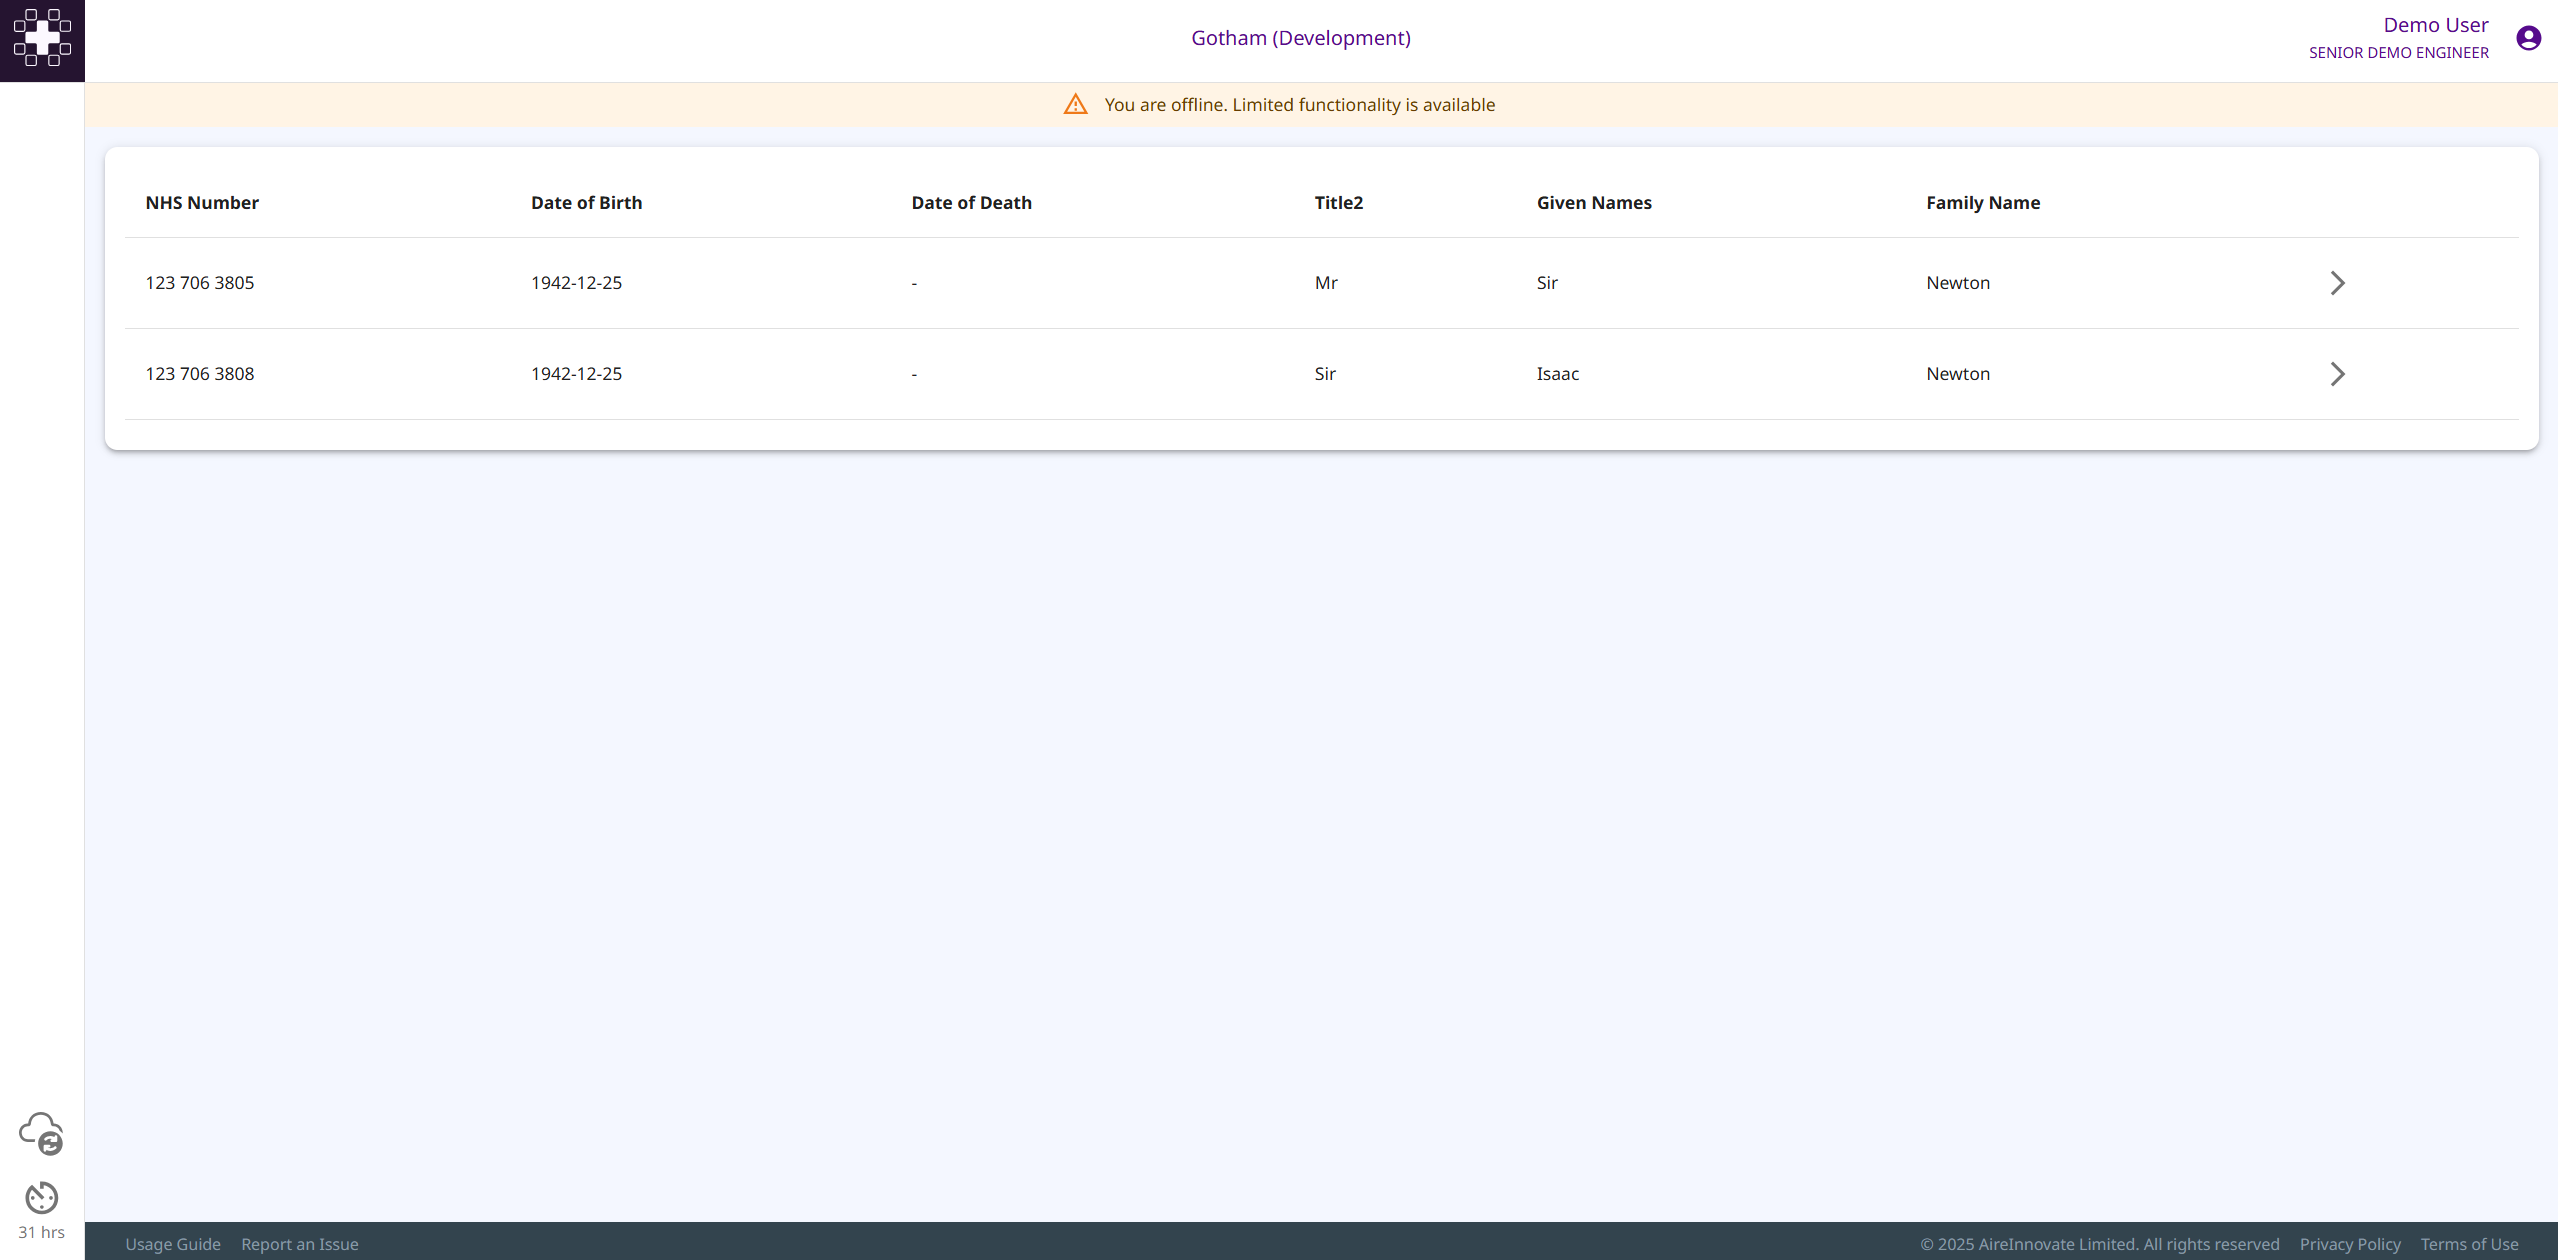 Gotham (Development)
Demo User
SENIOR DEMO ENGINEER
You are offline. Limited functionality is available
NHS Number Date of Birth Date of Death Title2 Given Names Family Name
123 706 3805 1942-12-25 - Mr Sir Newton
123 706 3808 1942-12-25 - Sir Isaac Newton
31 hrs
Usage Guide Report an Issue © 2025 AireInnovate Limited. All rights reserved Privacy Policy Terms of Use